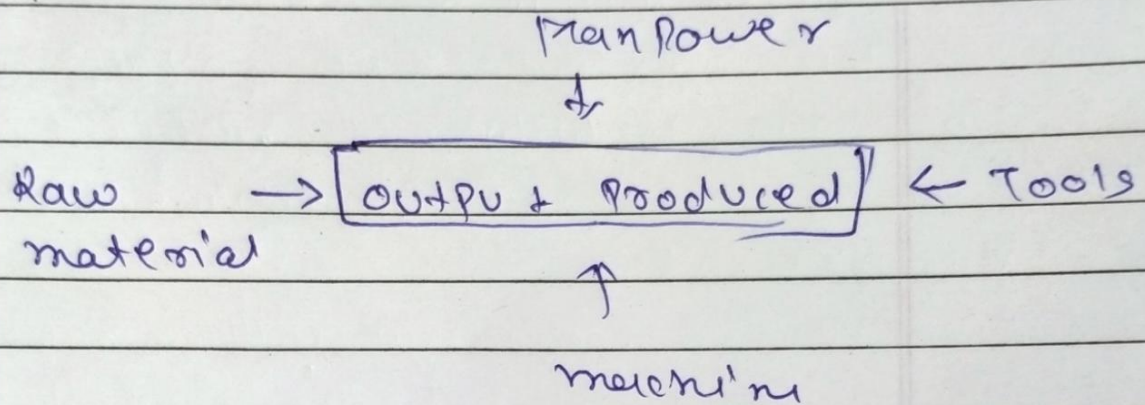 Man Power
Raw → Output Produced ← Tools
material
machine